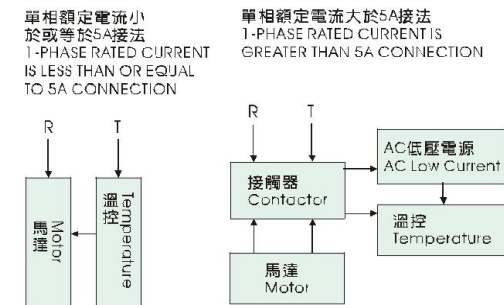 單相額定電流小
於或等於5A接法
1-PHASE RATED CURRENT
IS LESS THAN OR EQUAL
TO 5A CONNECTION
R
T
Motor
馬達
Temperature
溫控
單相額定電流大於5A接法
1-PHASE RATED CURRENT IS
GREATER THAN 5A CONNECTION
R
T
接觸器
Contactor
AC低壓電源
AC Low Current
溫控
Temperature
馬達
Motor